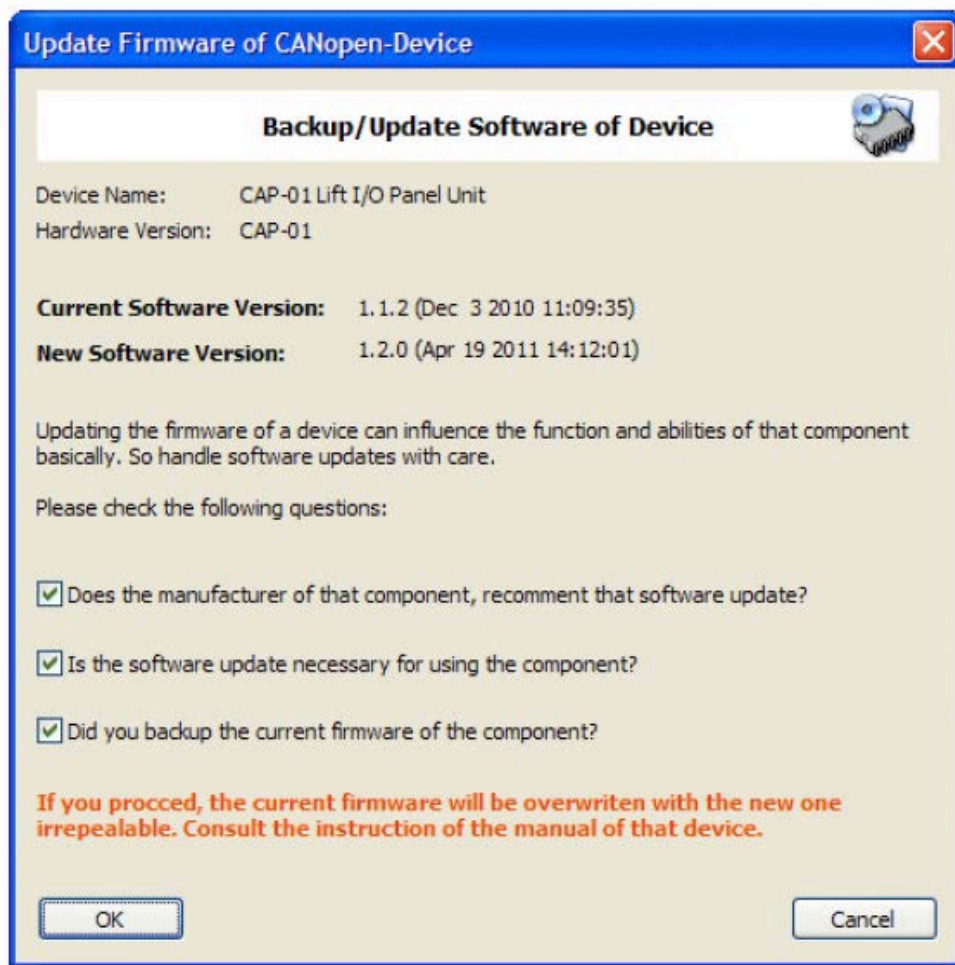 Update Firmware of CANopen-Device
Backup/Update Software of Device
Device Name: CAP-01 Lift I/O Panel Unit
Hardware Version: CAP-01
Current Software Version: 1.1.2 (Dec 3 2010 11:09:35)
New Software Version: 1.2.0 (Apr 19 2011 14:12:01)
Updating the firmware of a device can influence the function and abilities of that component
basically. So handle software updates with care.
Please check the following questions:
Does the manufacturer of that component, recomment that software update?
Is the software update necessary for using the component?
Did you backup the current firmware of the component?
If you procced, the current firmware will be overwriten with the new one
irrepealable. Consult the instruction of the manual of that device.
OK Cancel